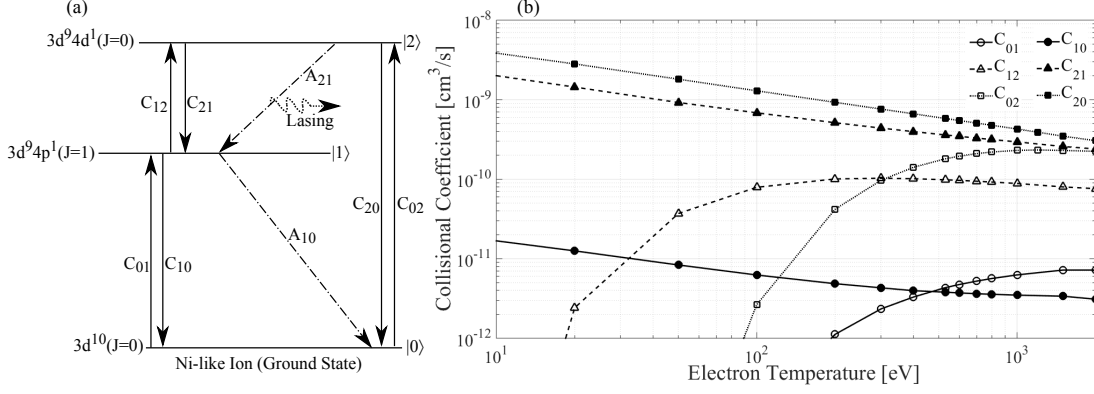 (a)
3d⁹4d¹(J=0)
|2⟩
A₂₁
C₁₂
C₂₁
Lasing
3d⁹4p¹(J=1)
|1⟩
A₁₀
C₂₀
C₀₂
C₀₁
C₁₀
3d¹⁰(J=0)
|0⟩
Ni-like Ion (Ground State)
(b)
Collisional Coefficient [cm³/s]
10⁻⁸
10⁻⁹
10⁻¹⁰
10⁻¹¹
10⁻¹²
C₀₁
C₁₀
C₁₂
C₂₁
C₀₂
C₂₀
10¹
10²
10³
Electron Temperature [eV]